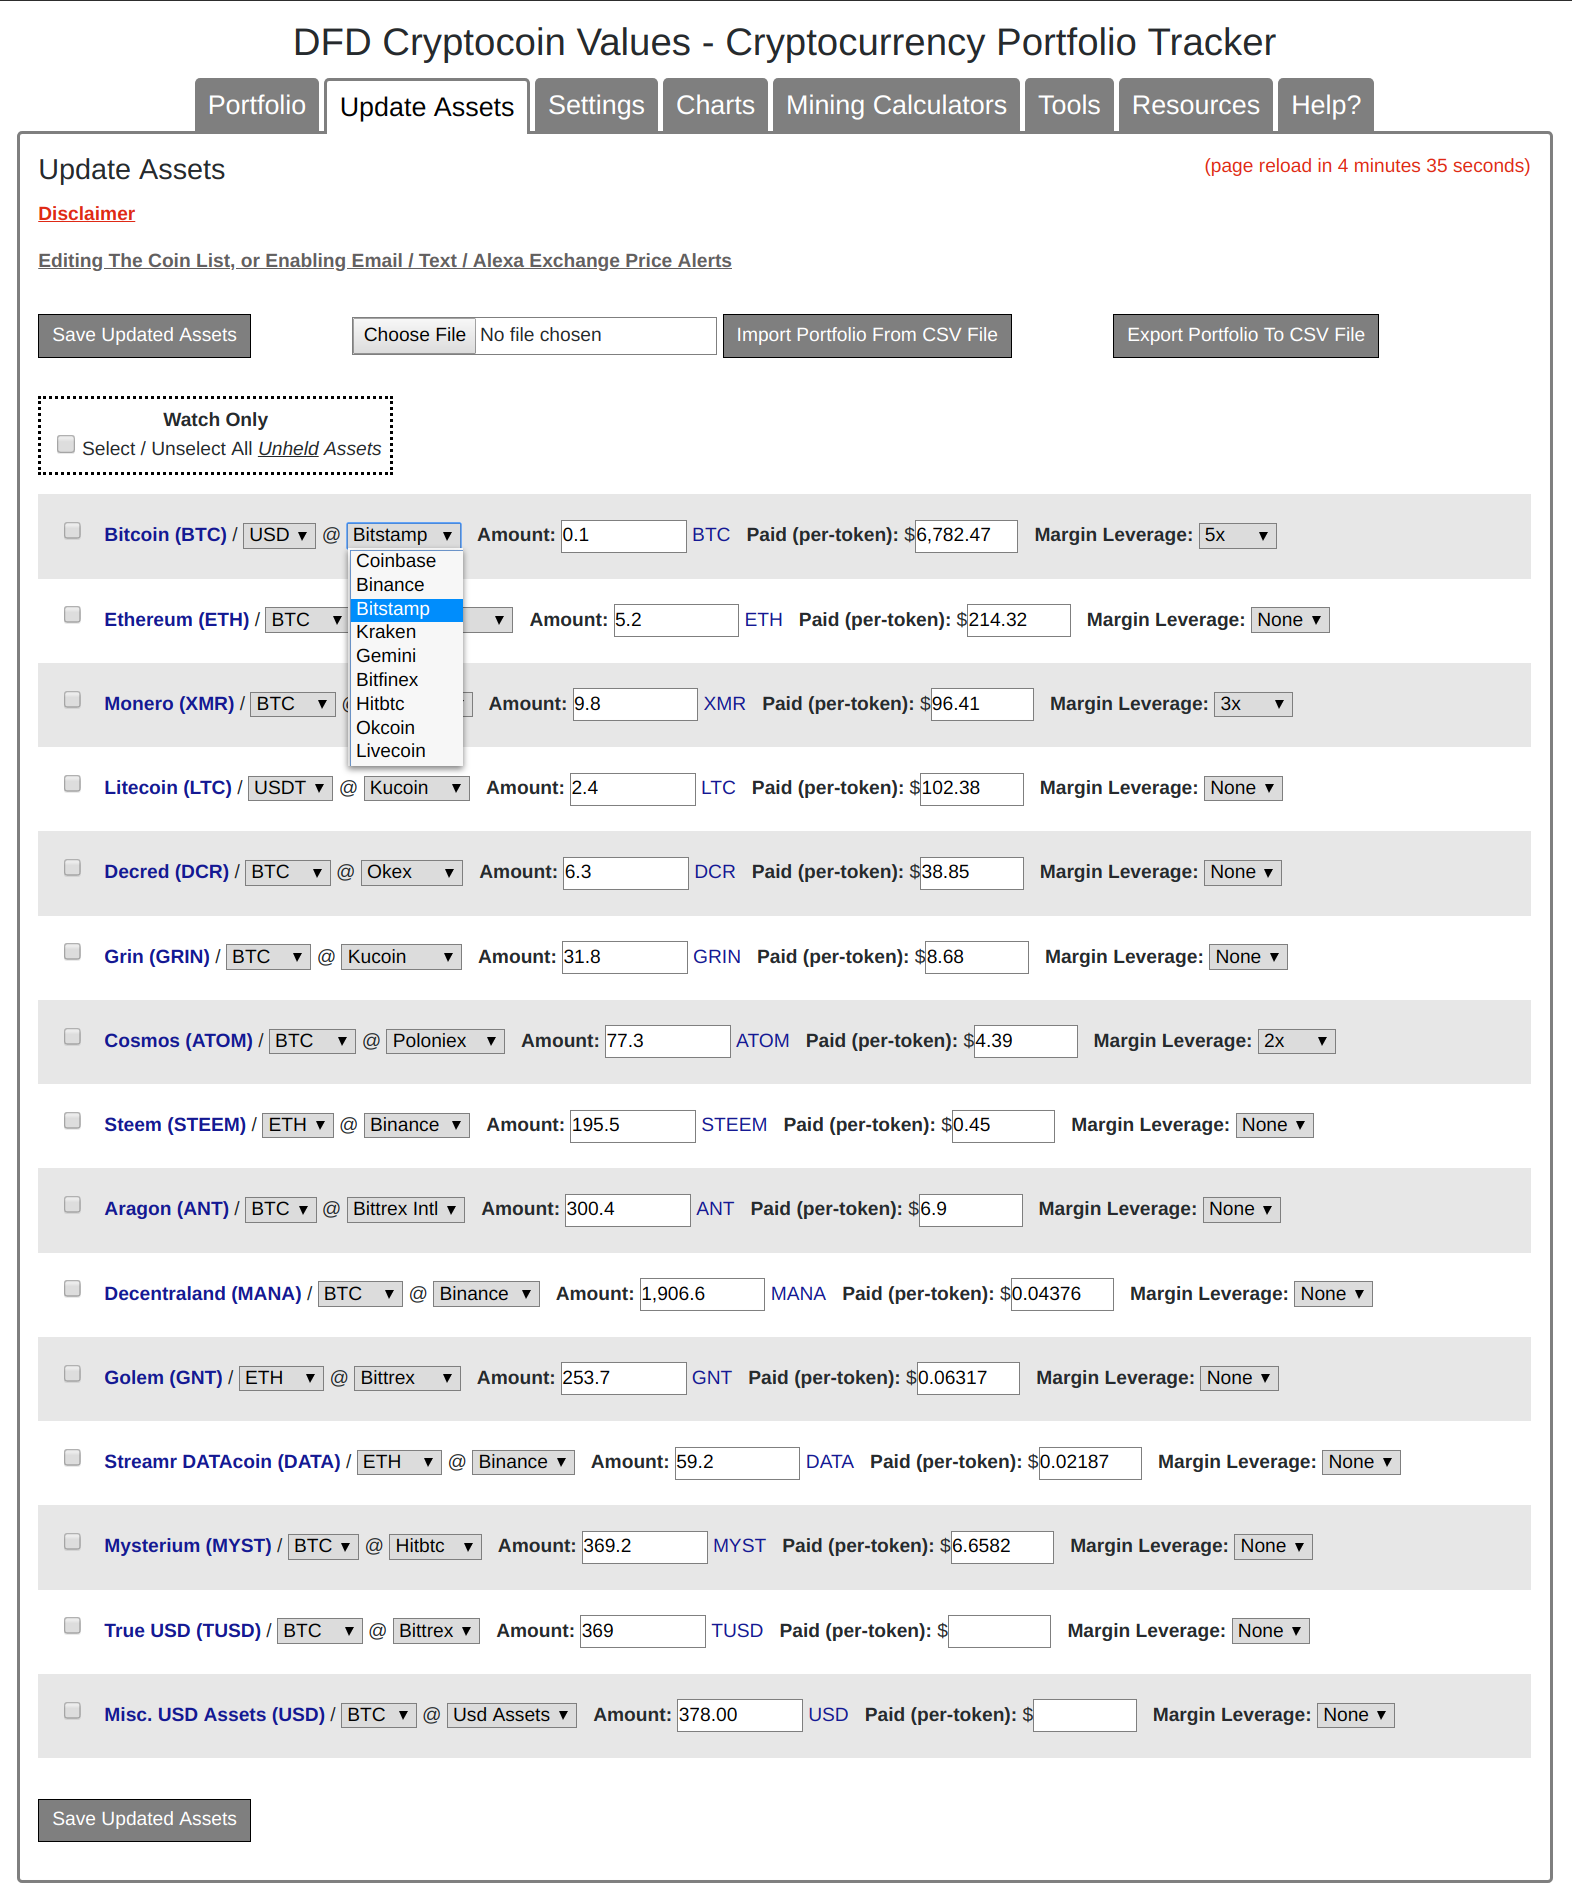 DFD Cryptocoin Values - Cryptocurrency Portfolio Tracker
Portfolio Update Assets Settings Charts Mining Calculators Tools Resources Help?
Update Assets (page reload in 4 minutes 35 seconds)
Disclaimer
Editing The Coin List, or Enabling Email / Text / Alexa Exchange Price Alerts
Save Updated Assets Choose File No file chosen Import Portfolio From CSV File Export Portfolio To CSV File
Watch Only
Select / Unselect All Unheld Assets
Bitcoin (BTC) / USD @ Bitstamp Amount: 0.1 BTC Paid (per-token): $6,782.47 Margin Leverage: 5x
Coinbase
Binance
Bitstamp
Kraken
Gemini
Bitfinex
Hitbtc
Okcoin
Livecoin
Ethereum (ETH) / BTC Amount: 5.2 ETH Paid (per-token): $214.32 Margin Leverage: None
Monero (XMR) / BTC Amount: 9.8 XMR Paid (per-token): $96.41 Margin Leverage: 3x
Litecoin (LTC) / USDT @ Kucoin Amount: 2.4 LTC Paid (per-token): $102.38 Margin Leverage: None
Decred (DCR) / BTC @ Okex Amount: 6.3 DCR Paid (per-token): $38.85 Margin Leverage: None
Grin (GRIN) / BTC @ Kucoin Amount: 31.8 GRIN Paid (per-token): $8.68 Margin Leverage: None
Cosmos (ATOM) / BTC @ Poloniex Amount: 77.3 ATOM Paid (per-token): $4.39 Margin Leverage: 2x
Steem (STEEM) / ETH @ Binance Amount: 195.5 STEEM Paid (per-token): $0.45 Margin Leverage: None
Aragon (ANT) / BTC @ Bittrex Intl Amount: 300.4 ANT Paid (per-token): $6.9 Margin Leverage: None
Decentraland (MANA) / BTC @ Binance Amount: 1,906.6 MANA Paid (per-token): $0.04376 Margin Leverage: None
Golem (GNT) / ETH @ Bittrex Amount: 253.7 GNT Paid (per-token): $0.06317 Margin Leverage: None
Streamr DATAcoin (DATA) / ETH @ Binance Amount: 59.2 DATA Paid (per-token): $0.02187 Margin Leverage: None
Mysterium (MYST) / BTC @ Hitbtc Amount: 369.2 MYST Paid (per-token): $6.6582 Margin Leverage: None
True USD (TUSD) / BTC @ Bittrex Amount: 369 TUSD Paid (per-token): $ Margin Leverage: None
Misc. USD Assets (USD) / BTC @ Usd Assets Amount: 378.00 USD Paid (per-token): $ Margin Leverage: None
Save Updated Assets